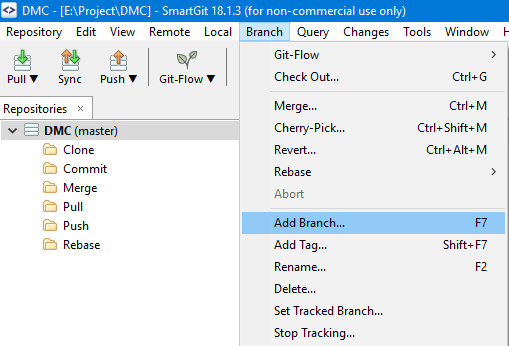 DMC - [E:\Project\DMC] - SmartGit 18.1.3 (for non-commercial use only)
Repository Edit View Remote Local Branch Query Changes Tools Window H
Pull ▼ Sync Push ▼ Git-Flow ▼
Repositories ×
DMC (master)
Clone
Commit
Merge
Pull
Push
Rebase
Git-Flow
Check Out... Ctrl+G
Merge... Ctrl+M
Cherry-Pick... Ctrl+Shift+M
Revert... Ctrl+Alt+M
Rebase
Abort
Add Branch... F7
Add Tag... Shift+F7
Rename... F2
Delete...
Set Tracked Branch...
Stop Tracking...